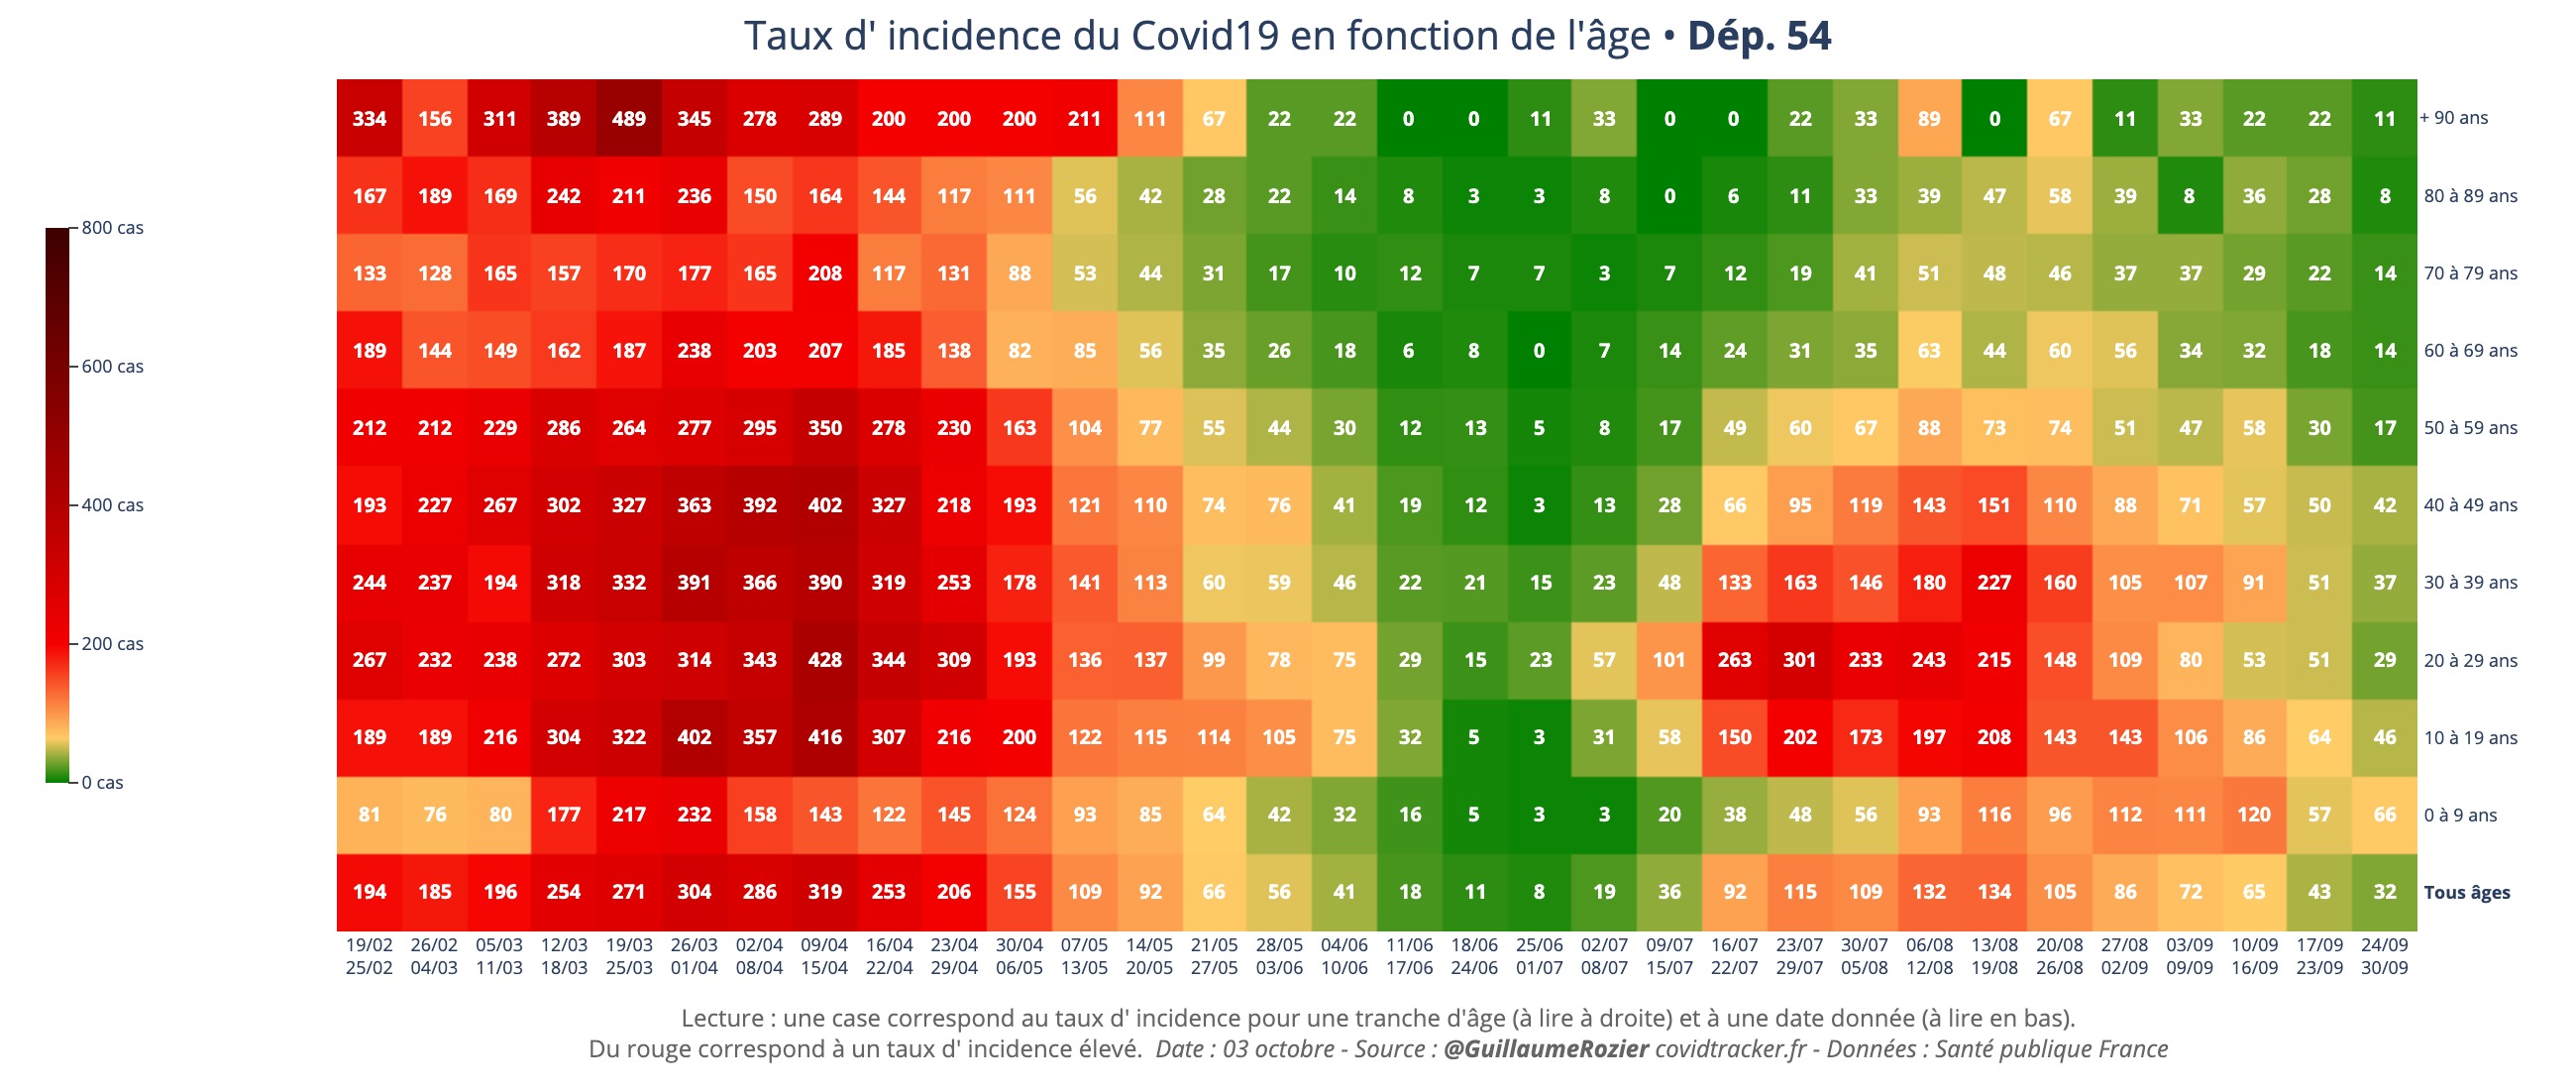 Taux d' incidence du Covid19 en fonction de l'âge • Dép. 54
334 156 311 389 489 345 278 289 200 200 200 211 111 67 22 22 0 0 11 33 0 0 22 33 89 0 67 11 33 22 22 11 + 90 ans
167 189 169 242 211 236 150 164 144 117 111 56 42 28 22 14 8 3 3 8 0 6 11 33 39 47 58 39 8 36 28 8 80 à 89 ans
133 128 165 157 170 177 165 208 117 131 88 53 44 31 17 10 12 7 7 3 7 12 19 41 51 48 46 37 37 29 22 14 70 à 79 ans
189 144 149 162 187 238 203 207 185 138 82 85 56 35 26 18 6 8 0 7 14 24 31 35 63 44 60 56 34 32 18 14 60 à 69 ans
212 212 229 286 264 277 295 350 278 230 163 104 77 55 44 30 12 13 5 8 17 49 60 67 88 73 74 51 47 58 30 17 50 à 59 ans
193 227 267 302 327 363 392 402 327 218 193 121 110 74 76 41 19 12 3 13 28 66 95 119 143 151 110 88 71 57 50 42 40 à 49 ans
244 237 194 318 332 391 366 390 319 253 178 141 113 60 59 46 22 21 15 23 48 133 163 146 180 227 160 105 107 91 51 37 30 à 39 ans
267 232 238 272 303 314 343 428 344 309 193 136 137 99 78 75 29 15 23 57 101 263 301 233 243 215 148 109 80 53 51 29 20 à 29 ans
189 189 216 304 322 402 357 416 307 216 200 122 115 114 105 75 32 5 3 31 58 150 202 173 197 208 143 143 106 86 64 46 10 à 19 ans
81 76 80 177 217 232 158 143 122 145 124 93 85 64 42 32 16 5 3 3 20 38 48 56 93 116 96 112 111 120 57 66 0 à 9 ans
194 185 196 254 271 304 286 319 253 206 155 109 92 66 56 41 18 11 8 19 36 92 115 109 132 134 105 86 72 65 43 32 Tous âges
19/02 26/02 05/03 12/03 19/03 26/03 02/04 09/04 16/04 23/04 30/04 07/05 14/05 21/05 28/05 04/06 11/06 18/06 25/06 02/07 09/07 16/07 23/07 30/07 06/08 13/08 20/08 27/08 03/09 10/09 17/09 24/09
25/02 04/03 11/03 18/03 25/03 01/04 08/04 15/04 22/04 29/04 06/05 13/05 20/05 27/05 03/06 10/06 17/06 24/06 01/07 08/07 15/07 22/07 29/07 05/08 12/08 19/08 26/08 02/09 09/09 16/09 23/09 30/09
800 cas
600 cas
400 cas
200 cas
0 cas
Lecture : une case correspond au taux d' incidence pour une tranche d'âge (à lire à droite) et à une date donnée (à lire en bas).
Du rouge correspond à un taux d' incidence élevé. Date : 03 octobre - Source : @GuillaumeRozier covidtracker.fr - Données : Santé publique France